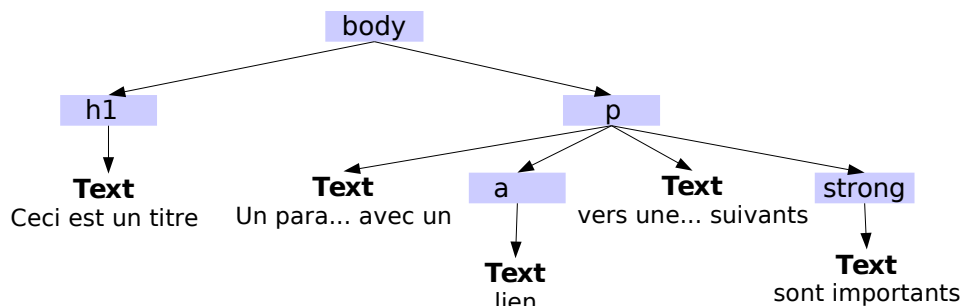 body
h1
p
Text
Ceci est un titre
Text
Un para... avec un
a
Text
vers une... suivants
strong
Text
lien
Text
sont importants